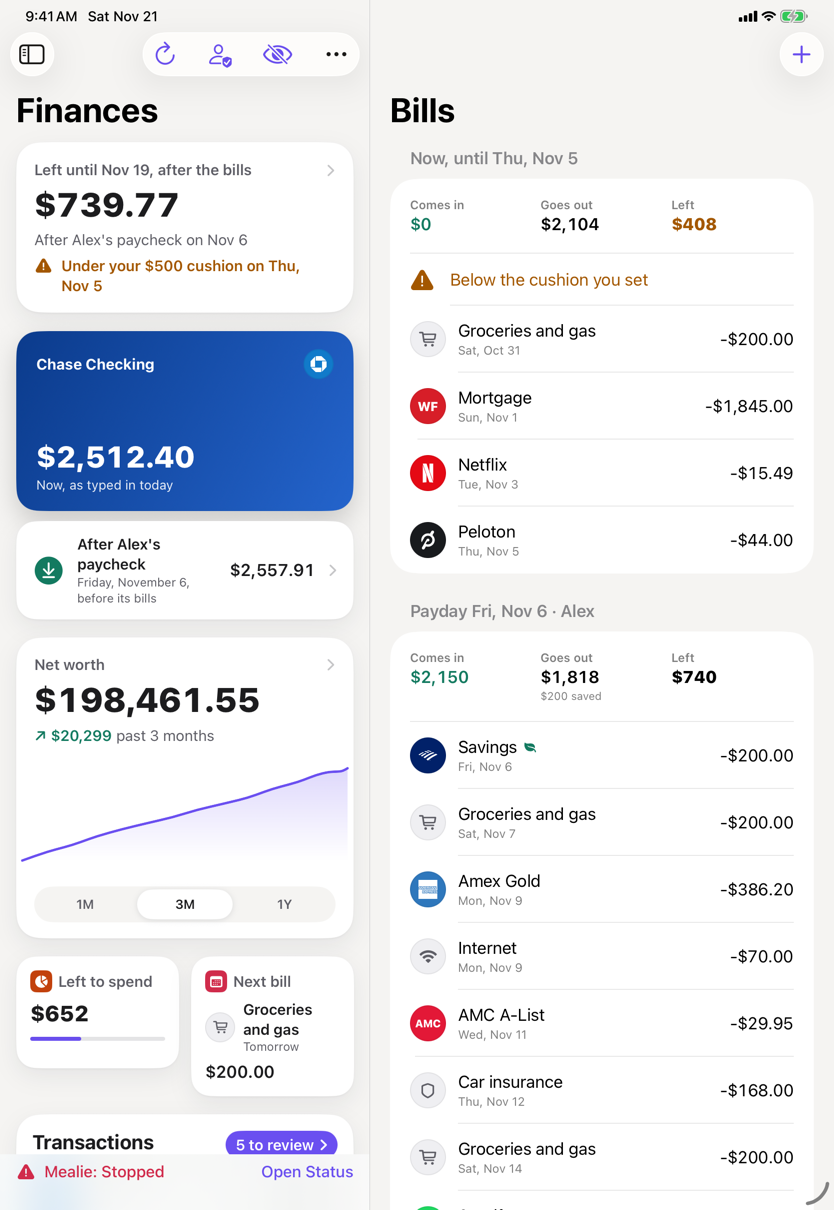 9:41 AM Sat Nov 21
Finances
Left until Nov 19, after the bills
$739.77
After Alex's paycheck on Nov 6
Under your $500 cushion on Thu,
Nov 5
Chase Checking
$2,512.40
Now, as typed in today
After Alex's
paycheck
Friday, November 6,
before its bills
$2,557.91
Net worth
$198,461.55
$20,299 past 3 months
1M 3M 1Y
Left to spend
$652
Next bill
Groceries
and gas
Tomorrow
$200.00
Transactions
5 to review
Mealie: Stopped
Open Status
Bills
Now, until Thu, Nov 5
Comes in Goes out Left
$0 $2,104 $408
Below the cushion you set
Groceries and gas -$200.00
Sat, Oct 31
WF Mortgage -$1,845.00
Sun, Nov 1
N Netflix -$15.49
Tue, Nov 3
Peloton -$44.00
Thu, Nov 5
Payday Fri, Nov 6 · Alex
Comes in Goes out Left
$2,150 $1,818 $740
$200 saved
Savings -$200.00
Fri, Nov 6
Groceries and gas -$200.00
Sat, Nov 7
Amex Gold -$386.20
Mon, Nov 9
Internet -$70.00
Mon, Nov 9
AMC AMC A-List -$29.95
Wed, Nov 11
Car insurance -$168.00
Thu, Nov 12
Groceries and gas -$200.00
Sat, Nov 14